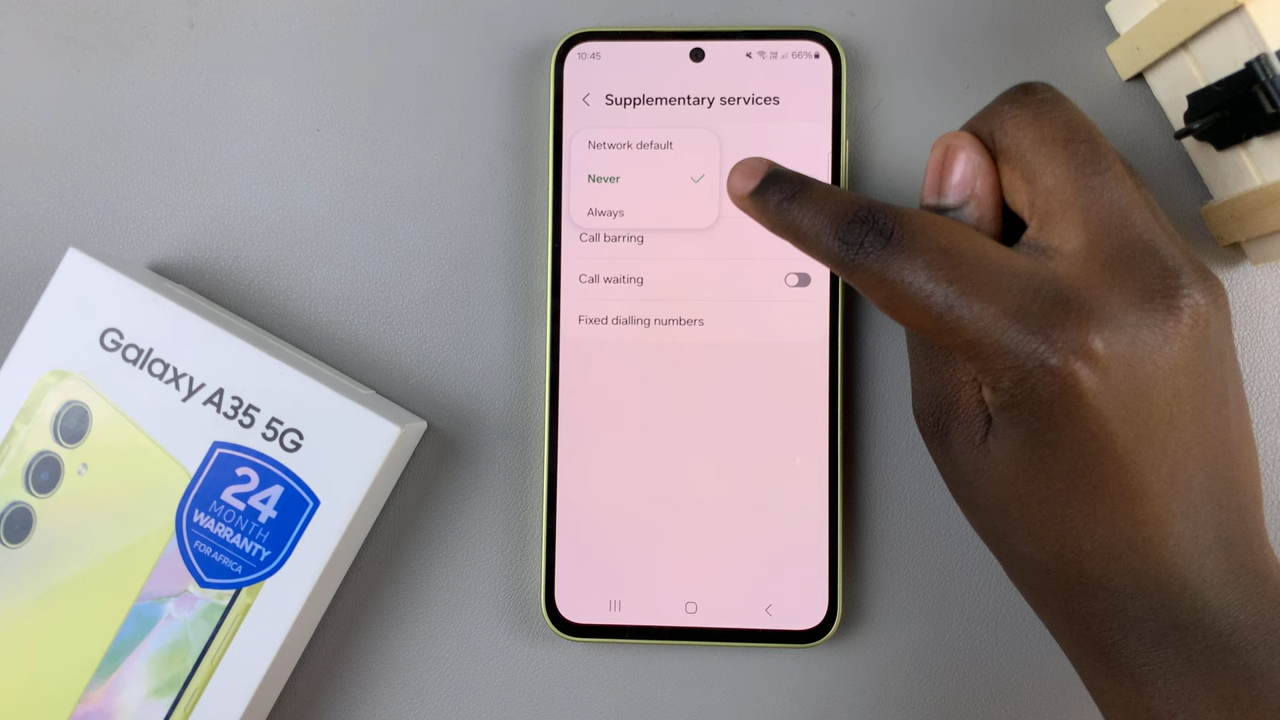 10:45
66%
Supplementary services
Network default
Never
Always
Call barring
Call waiting
Fixed dialling numbers
Galaxy A35 5G
24
MONTH
WARRANTY
FOR AFRICA